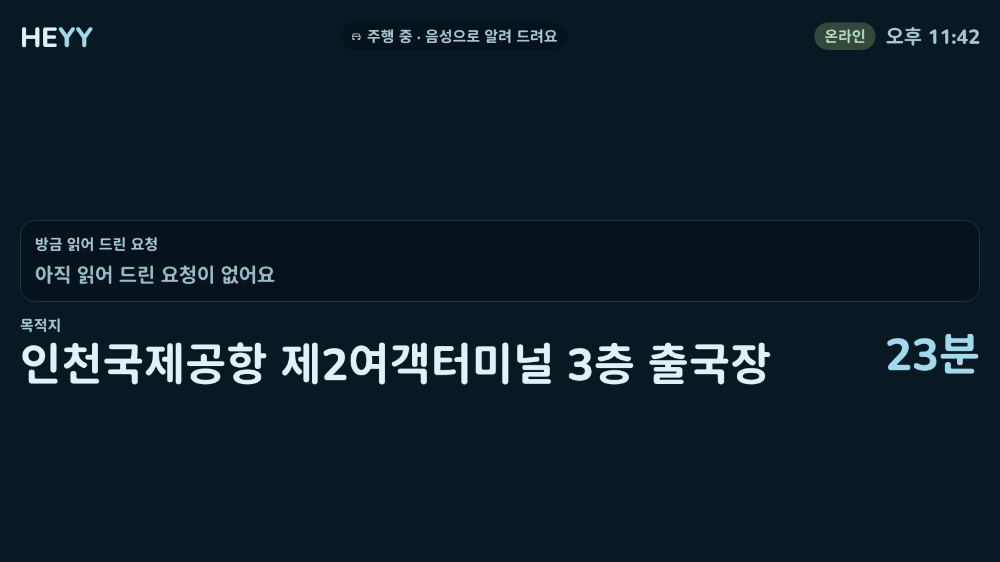 HEYY
주행 중 · 음성으로 알려 드려요
온라인
오후 11:42
방금 읽어 드린 요청
아직 읽어 드린 요청이 없어요
목적지
인천국제공항 제2여객터미널 3층 출국장
23분